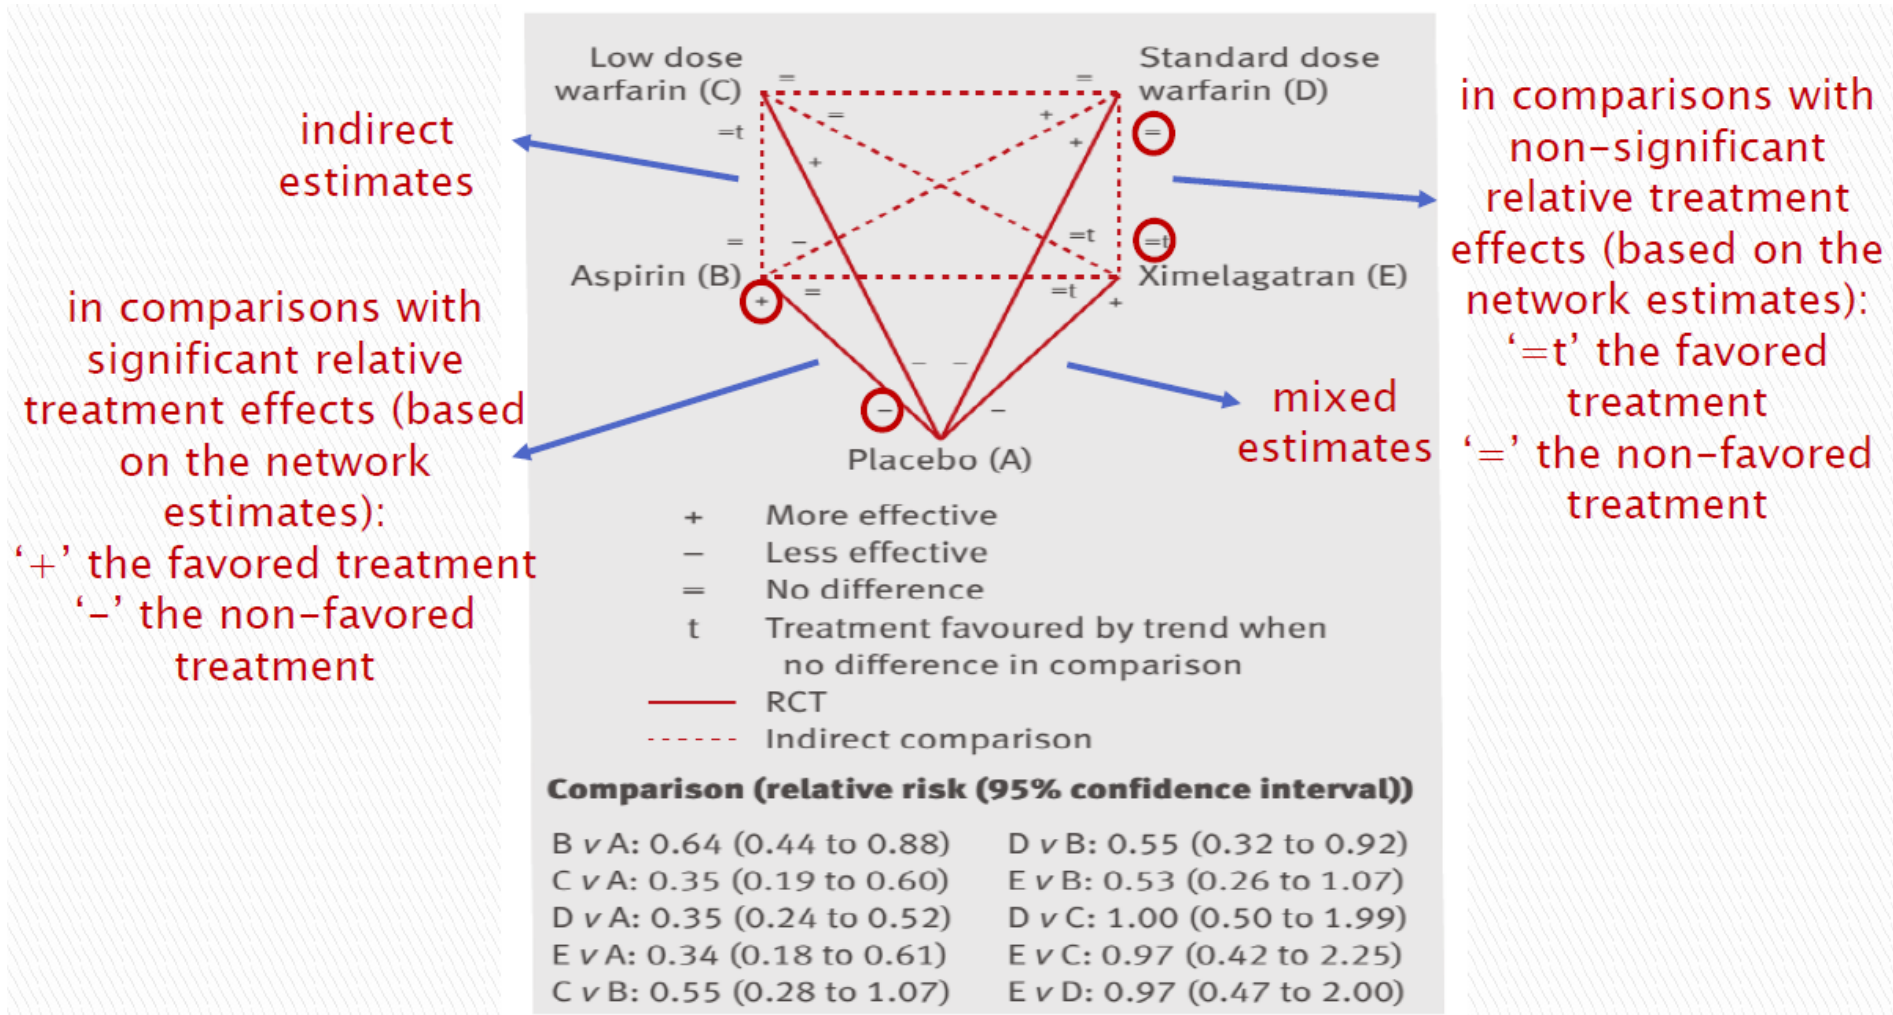 indirect
estimates
in comparisons with
significant relative
treatment effects (based
on the network
estimates):
‘+’ the favored treatment
‘-’ the non-favored
treatment
Low dose
warfarin (C)
Standard dose
warfarin (D)
= =
= +
=t + + =
= - =t =t
Aspirin (B)
Ximelagatran (E)
+ = =t +
- -
- -
Placebo (A)
+ More effective
– Less effective
= No difference
t Treatment favoured by trend when
no difference in comparison
RCT
Indirect comparison
Comparison (relative risk (95% confidence interval))
B v A: 0.64 (0.44 to 0.88)
C v A: 0.35 (0.19 to 0.60)
D v A: 0.35 (0.24 to 0.52)
E v A: 0.34 (0.18 to 0.61)
C v B: 0.55 (0.28 to 1.07)
D v B: 0.55 (0.32 to 0.92)
E v B: 0.53 (0.26 to 1.07)
D v C: 1.00 (0.50 to 1.99)
E v C: 0.97 (0.42 to 2.25)
E v D: 0.97 (0.47 to 2.00)
mixed
estimates
in comparisons with
non-significant
relative treatment
effects (based on the
network estimates):
‘=t’ the favored
treatment
‘=’ the non-favored
treatment